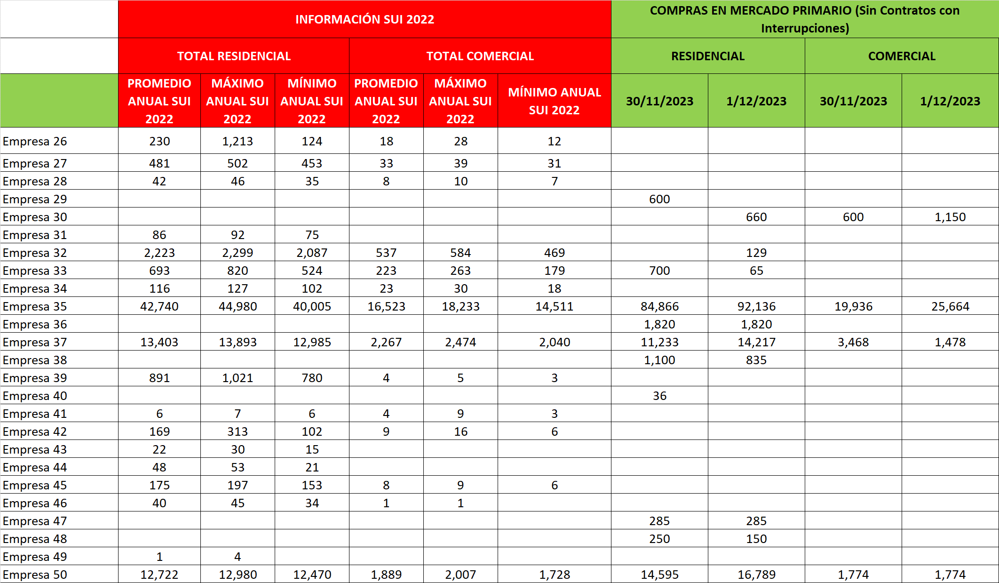 INFORMACIÓN SUI 2022
COMPRAS EN MERCADO PRIMARIO (Sin Contratos con
Interrupciones)
TOTAL RESIDENCIAL TOTAL COMERCIAL RESIDENCIAL COMERCIAL
PROMEDIO ANUAL SUI 2022 MÁXIMO ANUAL SUI 2022 MÍNIMO ANUAL SUI 2022 PROMEDIO ANUAL SUI 2022 MÁXIMO ANUAL SUI 2022 MÍNIMO ANUAL SUI 2022 30/11/2023 1/12/2023 30/11/2023 1/12/2023
Empresa 26 230 1,213 124 18 28 12
Empresa 27 481 502 453 33 39 31
Empresa 28 42 46 35 8 10 7
Empresa 29 600
Empresa 30 660 600 1,150
Empresa 31 86 92 75
Empresa 32 2,223 2,299 2,087 537 584 469 129
Empresa 33 693 820 524 223 263 179 700 65
Empresa 34 116 127 102 23 30 18
Empresa 35 42,740 44,980 40,005 16,523 18,233 14,511 84,866 92,136 19,936 25,664
Empresa 36 1,820 1,820
Empresa 37 13,403 13,893 12,985 2,267 2,474 2,040 11,233 14,217 3,468 1,478
Empresa 38 1,100 835
Empresa 39 891 1,021 780 4 5 3
Empresa 40 36
Empresa 41 6 7 6 4 9 3
Empresa 42 169 313 102 9 16 6
Empresa 43 22 30 15
Empresa 44 48 53 21
Empresa 45 175 197 153 8 9 6
Empresa 46 40 45 34 1 1
Empresa 47 285 285
Empresa 48 250 150
Empresa 49 1 4
Empresa 50 12,722 12,980 12,470 1,889 2,007 1,728 14,595 16,789 1,774 1,774